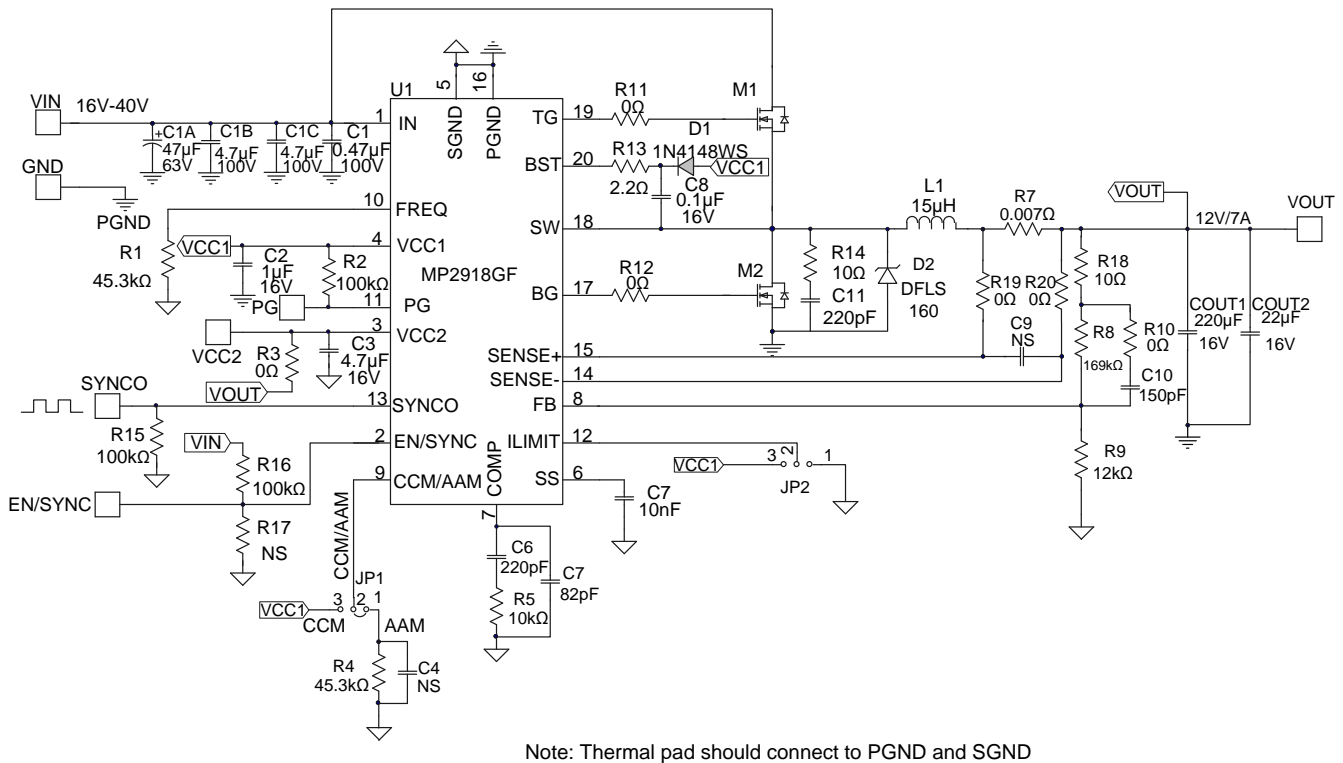 VIN
16V-40V
C1A
47µF
63V
C1B
4.7µF
100V
C1C
4.7µF
100V
C1
0.47µF
100V
GND
PGND
U1
MP2918GF
5
SGND
16
PGND
1
IN
10
FREQ
4
VCC1
11
PG
3
VCC2
13
SYNCO
2
EN/SYNC
9
CCM/AAM
7
COMP
19
TG
20
BST
18
SW
17
BG
15
SENSE+
14
SENSE-
8
FB
12
ILIMIT
6
SS
R1
45.3kΩ
VCC1
C2
1µF
16V
R2
100kΩ
PG
VCC2
R3
0Ω
VOUT
C3
4.7µF
16V
SYNCO
R15
100kΩ
VIN
R16
100kΩ
EN/SYNC
R17
NS
CCM/AAM
JP1
VCC1
3 2 1
CCM
AAM
R4
45.3kΩ
C4
NS
C6
220pF
R5
10kΩ
C7
82pF
C7
10nF
VCC1
3 2 1
JP2
R11
0Ω
M1
D1
1N4148WS
VCC1
R13
2.2Ω
C8
0.1µF
16V
R12
0Ω
M2
R14
10Ω
C11
220pF
D2
DFLS
160
L1
15µH
R7
0.007Ω
R19
0Ω
R20
0Ω
C9
NS
R18
10Ω
R8
169kΩ
R10
0Ω
C10
150pF
R9
12kΩ
VOUT
12V/7A
VOUT
COUT1
220µF
16V
COUT2
22µF
16V
Note: Thermal pad should connect to PGND and SGND